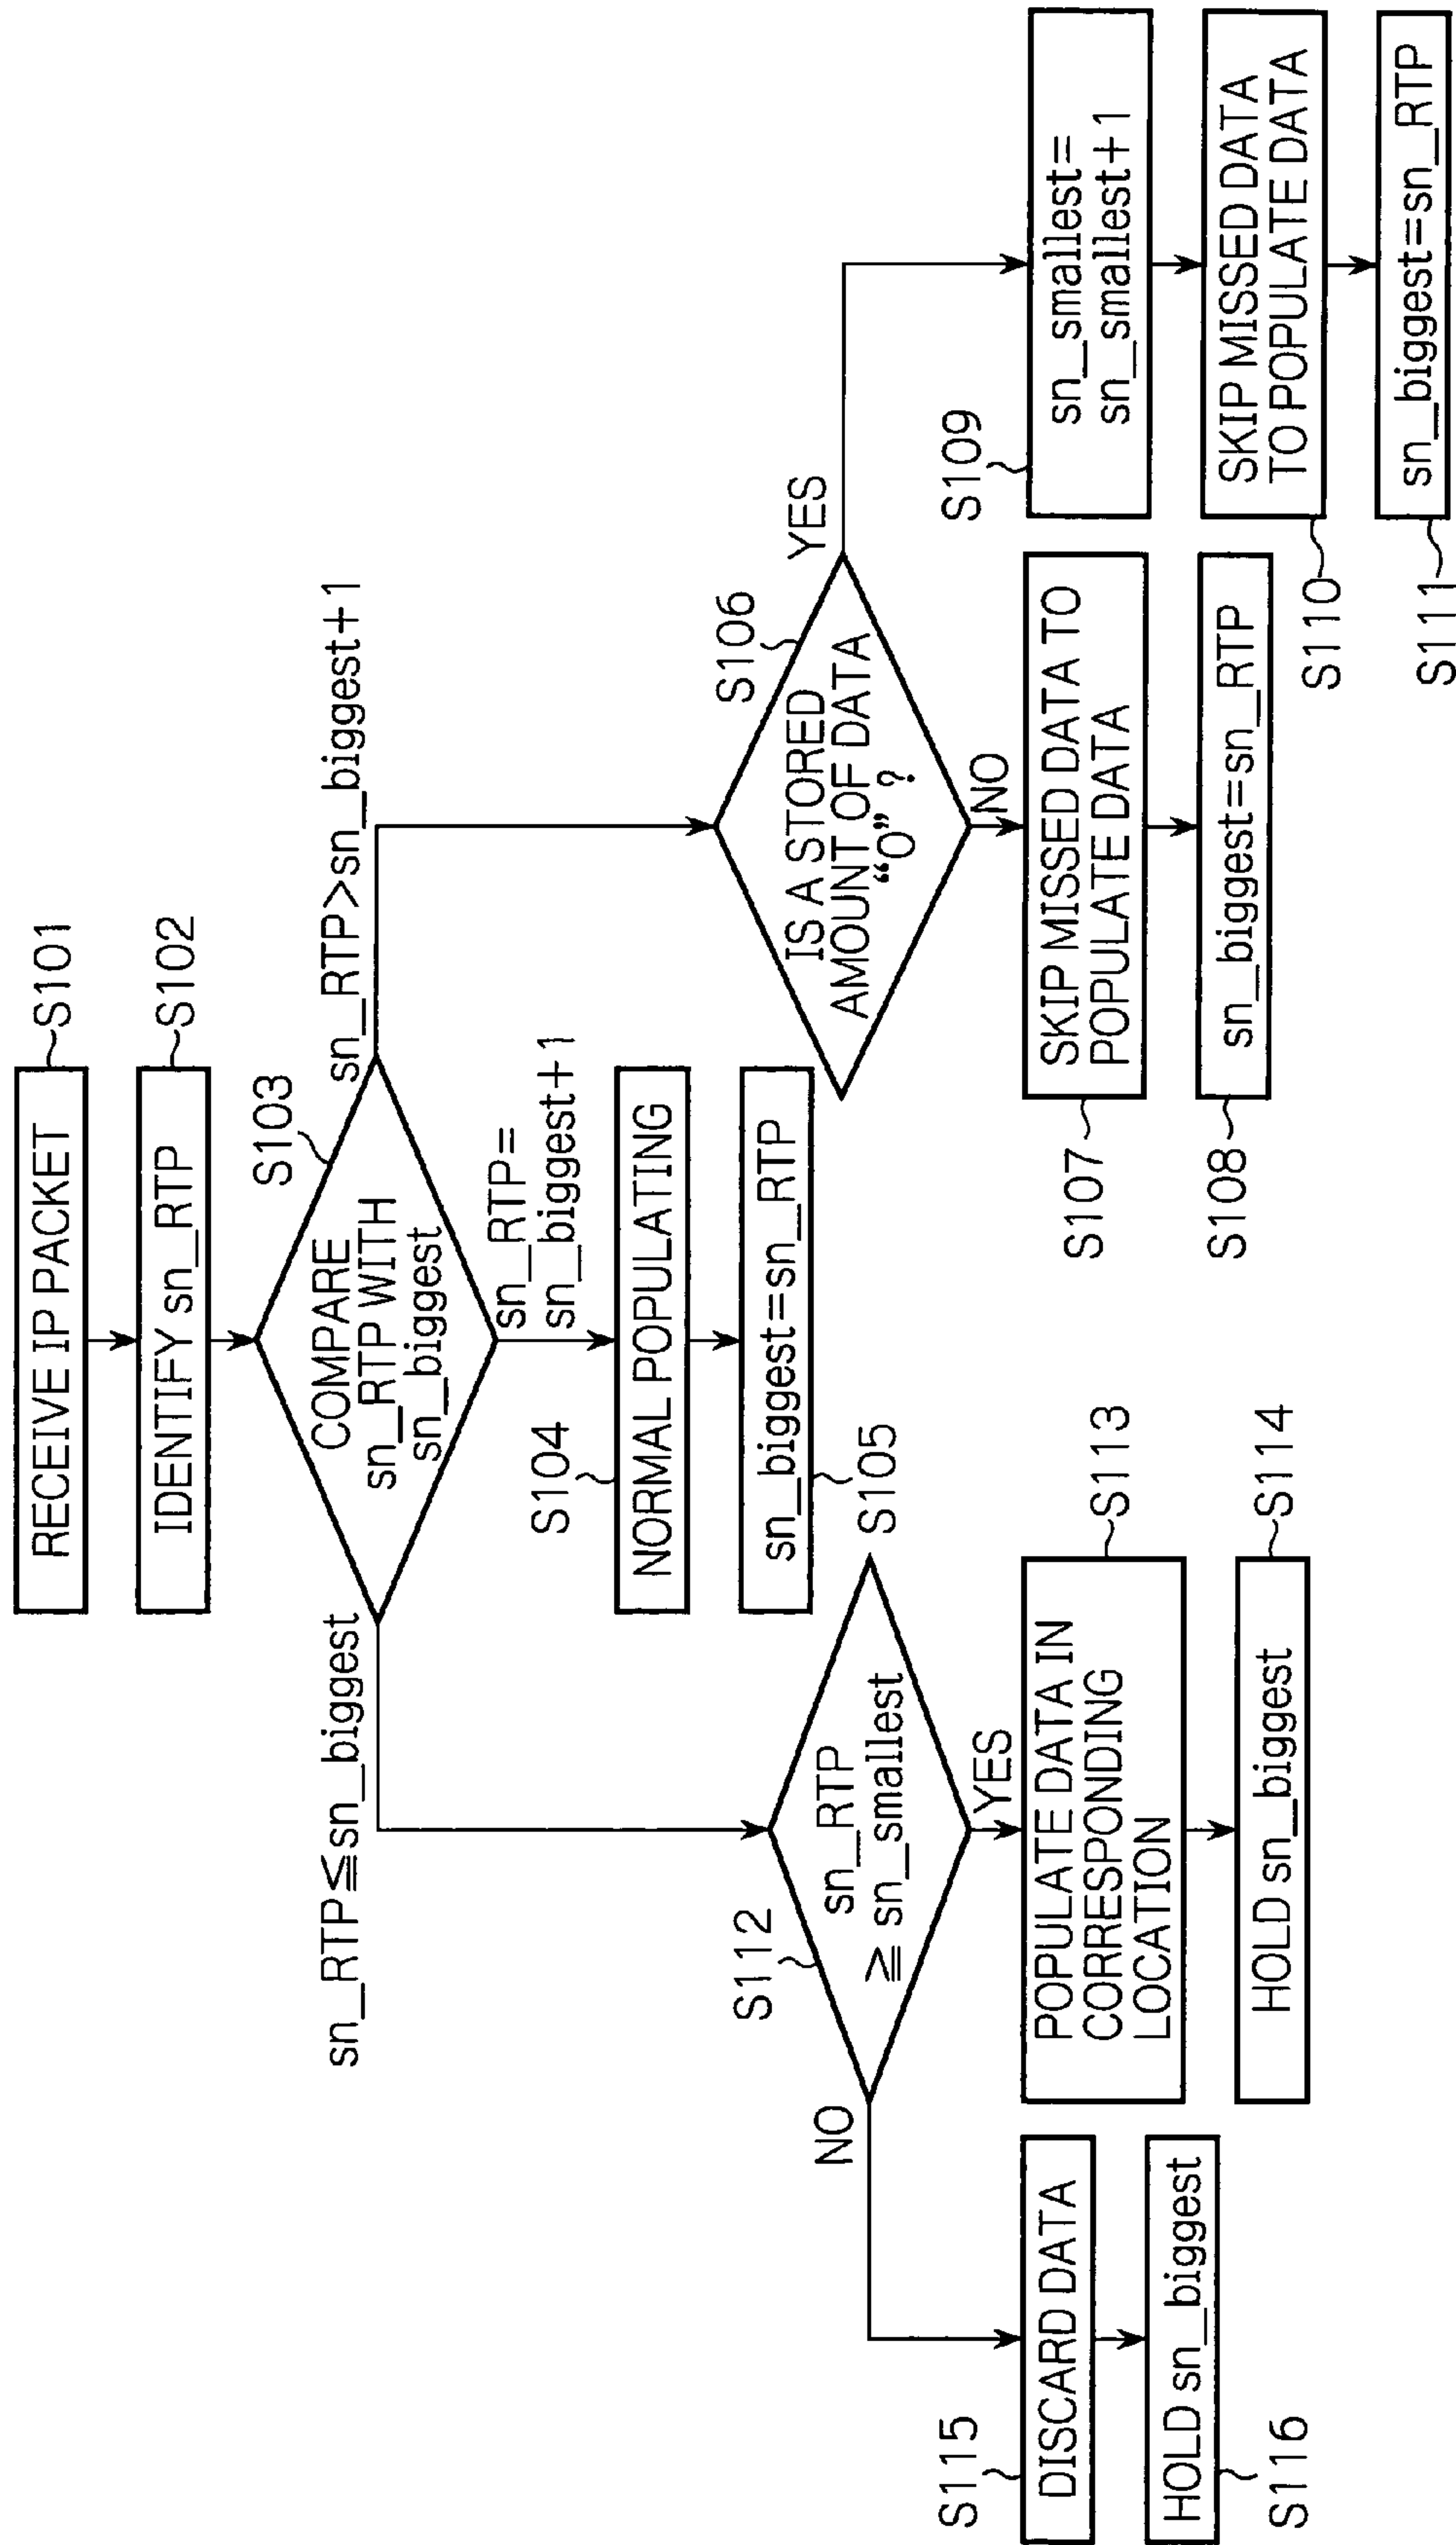 RECEIVE IP PACKET
S101
IDENTIFY sn_RTP
S102
COMPARE
sn_RTP WITH
sn_biggest
S103
sn_RTP≦sn_biggest
sn_RTP=
sn_biggest+1
sn_RTP>sn_biggest+1
S104
NORMAL POPULATING
sn_biggest=sn_RTP
S105
S106
IS A STORED
AMOUNT OF DATA
“0” ?
YES
NO
S107
SKIP MISSED DATA TO
POPULATE DATA
S108
sn_biggest=sn_RTP
S109
sn_smallest=
sn_smallest+1
SKIP MISSED DATA
TO POPULATE DATA
S110
sn_biggest=sn_RTP
S111
S112
sn_RTP
≧ sn_smallest
NO
YES
POPULATE DATA IN
CORRESPONDING
LOCATION
S113
HOLD sn_biggest
S114
S115
DISCARD DATA
HOLD sn_biggest
S116